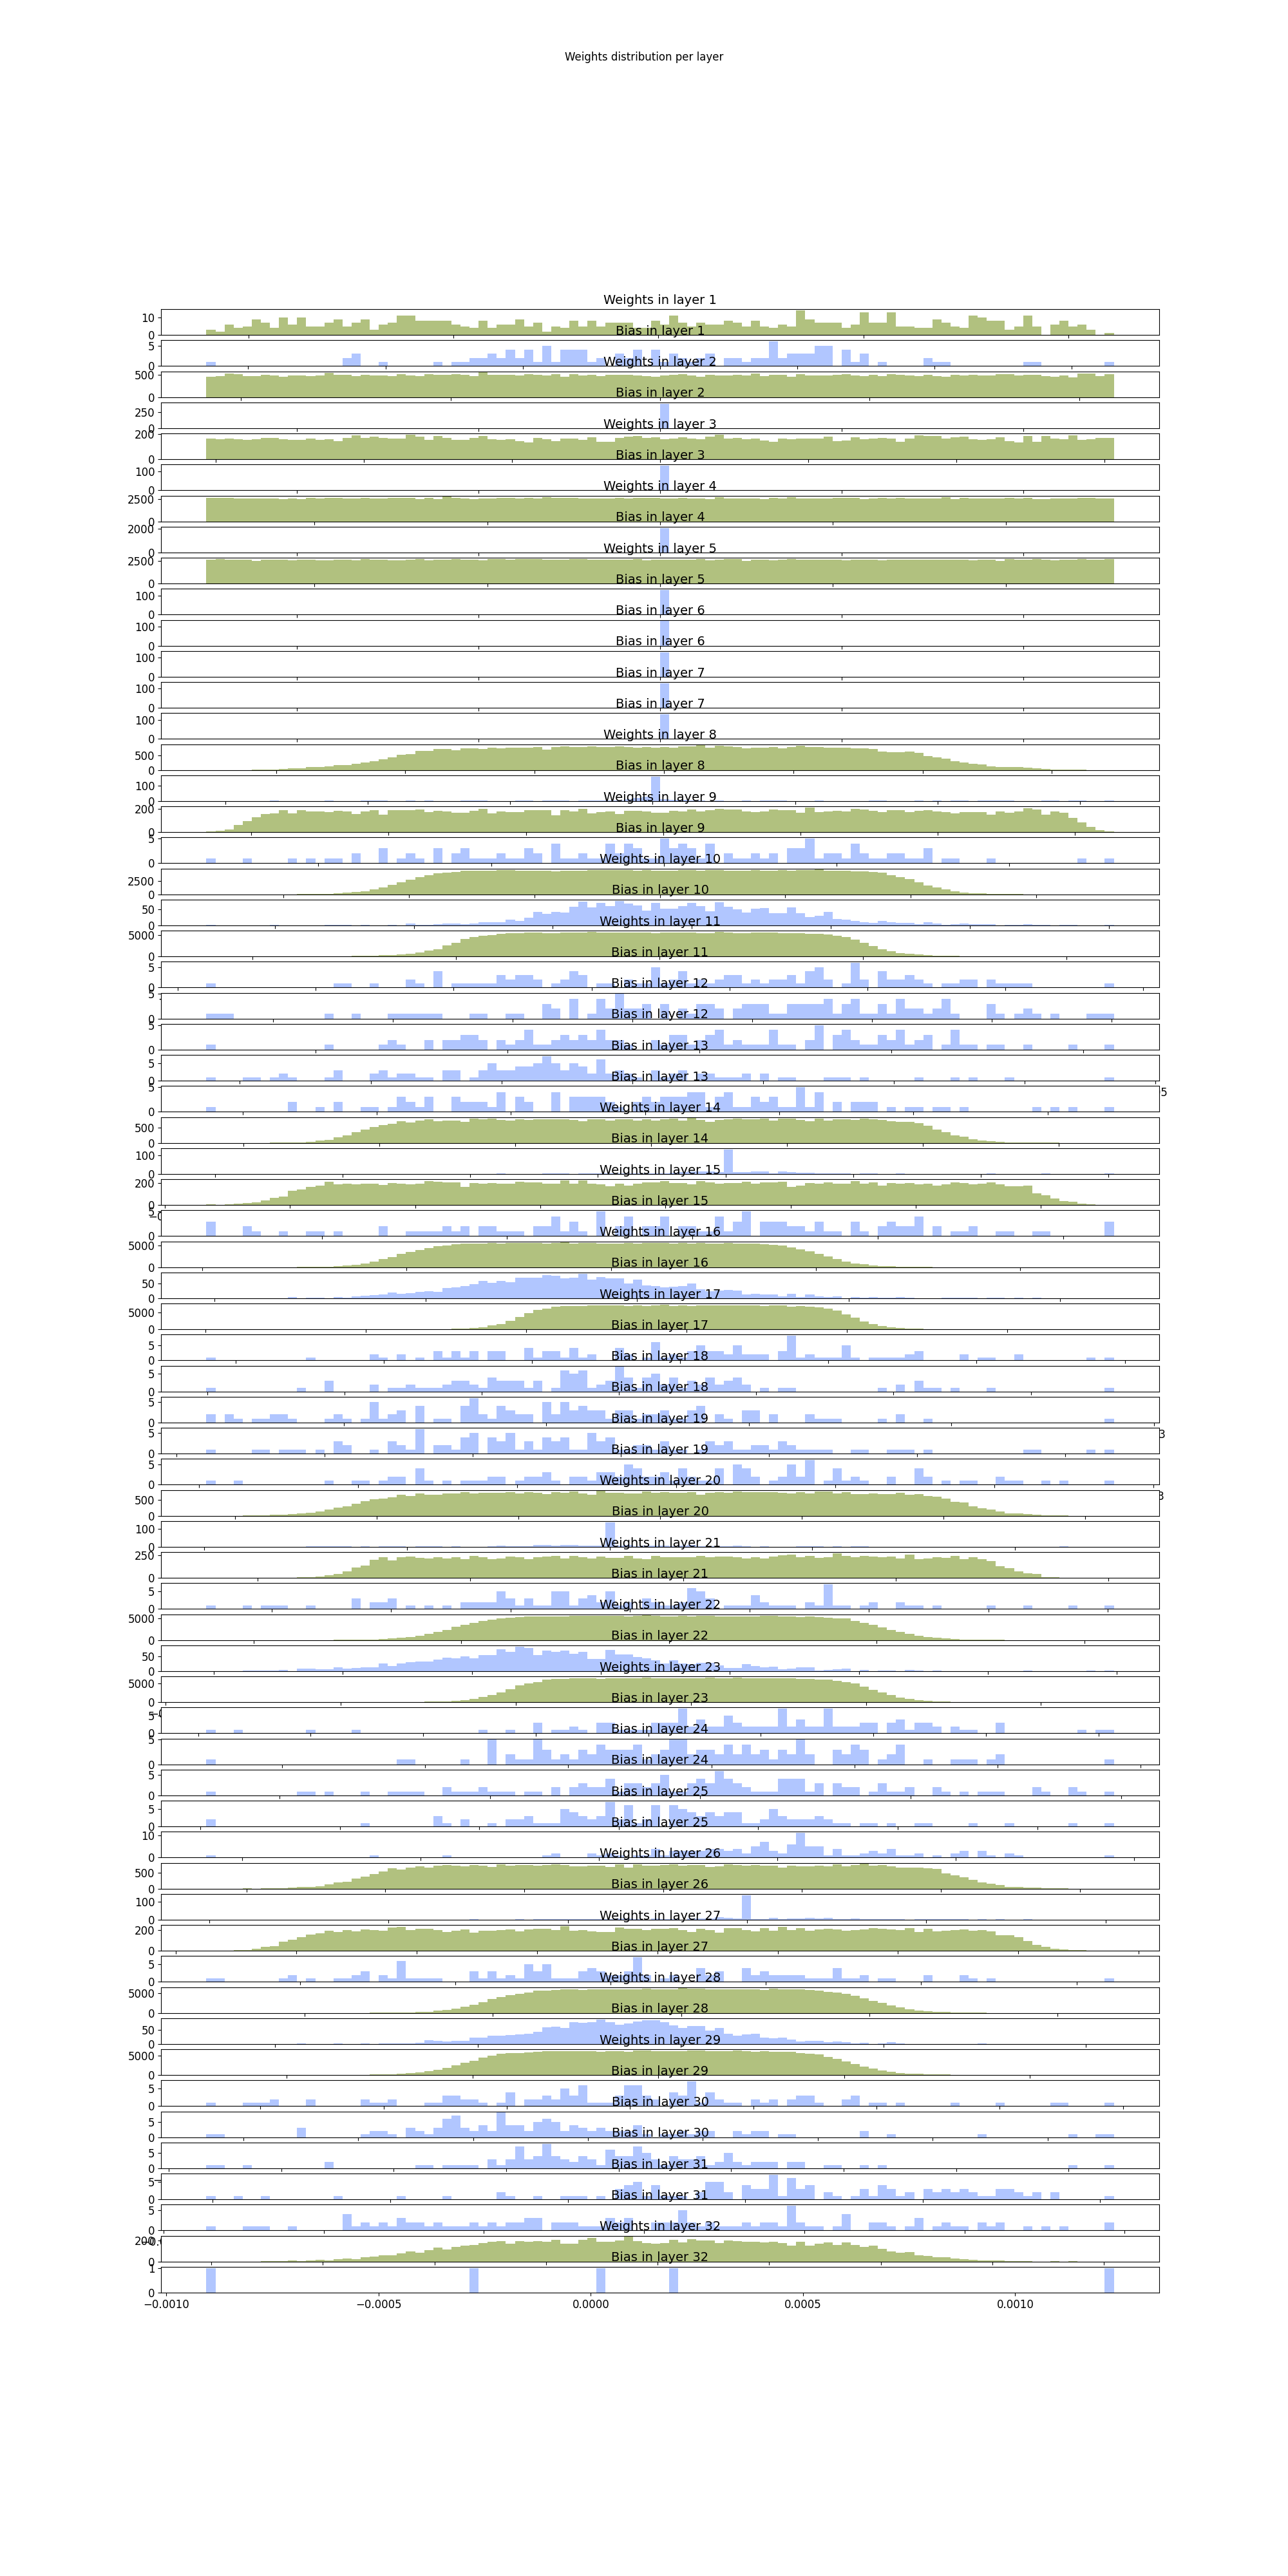 Weights distribution per layer
Weights in layer 1
10
0
Bias in layer 1
5
0
Weights in layer 2
500
0
Bias in layer 2
250
0
Weights in layer 3
200
0
Bias in layer 3
100
0
Weights in layer 4
2500
0
Bias in layer 4
2000
0
Weights in layer 5
2500
0
Bias in layer 5
100
0
Bias in layer 6
100
0
Bias in layer 6
100
0
Bias in layer 7
100
0
Bias in layer 7
100
0
Weights in layer 8
500
0
Bias in layer 8
100
0
Weights in layer 9
200
0
Bias in layer 9
5
0
Weights in layer 10
2500
0
Bias in layer 10
50
0
Weights in layer 11
5000
0
Bias in layer 11
5
0
Bias in layer 12
5
0
Bias in layer 12
5
0
Bias in layer 13
5
0
Bias in layer 13
5
5
0
Weights in layer 14
500
0
Bias in layer 14
100
0
Weights in layer 15
200
0
Bias in layer 15
5
0
Weights in layer 16
5000
0
Bias in layer 16
50
0
Weights in layer 17
5000
0
Bias in layer 17
5
0
Bias in layer 18
5
0
Bias in layer 18
5
0
Bias in layer 19
5
3
0
Bias in layer 19
5
0
Weights in layer 20
3
500
0
Bias in layer 20
100
0
Weights in layer 21
250
0
Bias in layer 21
5
0
Weights in layer 22
5000
0
Bias in layer 22
50
0
Weights in layer 23
5000
0
Bias in layer 23
5
0
Bias in layer 24
5
0
Bias in layer 24
5
0
Bias in layer 25
5
0
Bias in layer 25
10
0
Weights in layer 26
500
0
Bias in layer 26
100
0
Weights in layer 27
200
0
Bias in layer 27
5
0
Weights in layer 28
5000
0
Bias in layer 28
50
0
Weights in layer 29
5000
0
Bias in layer 29
5
0
Bias in layer 30
5
0
Bias in layer 30
5
0
Bias in layer 31
5
0
Bias in layer 31
5
0
Weights in layer 32
200
0
Bias in layer 32
1
0
−0.0010 −0.0005 0.0000 0.0005 0.0010